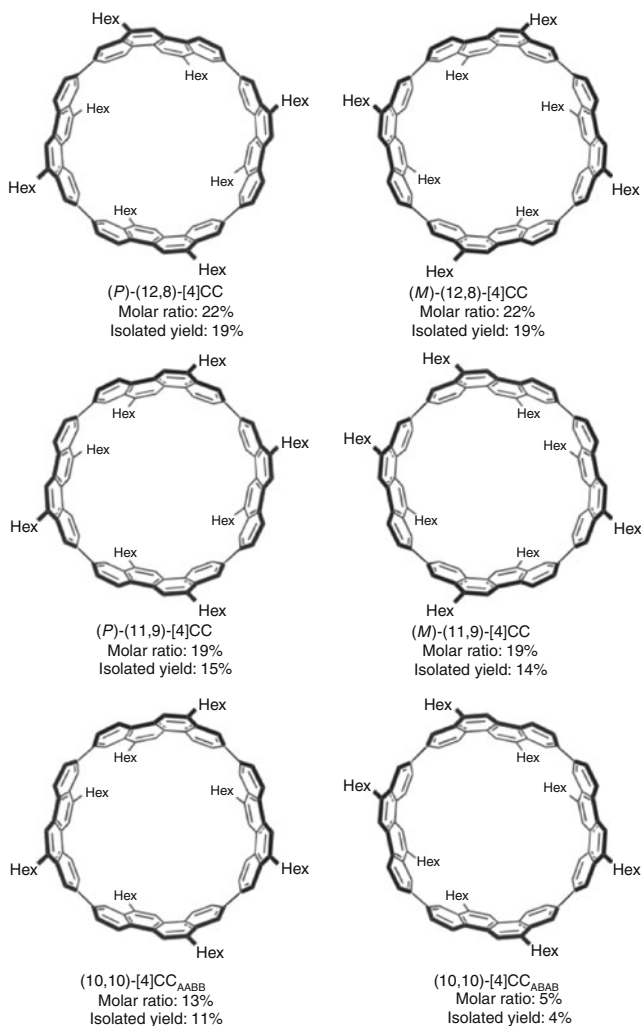 Hex
Hex
Hex
Hex
Hex
Hex
Hex
Hex
(P)-(12,8)-[4]CC
Molar ratio: 22%
Isolated yield: 19%
Hex
Hex
Hex
Hex
Hex
Hex
Hex
Hex
(M)-(12,8)-[4]CC
Molar ratio: 22%
Isolated yield: 19%
Hex
Hex
Hex
Hex
Hex
Hex
Hex
Hex
(P)-(11,9)-[4]CC
Molar ratio: 19%
Isolated yield: 15%
Hex
Hex
Hex
Hex
Hex
Hex
Hex
Hex
(M)-(11,9)-[4]CC
Molar ratio: 19%
Isolated yield: 14%
Hex
Hex
Hex
Hex
Hex
Hex
Hex
Hex
(10,10)-[4]CCAABB
Molar ratio: 13%
Isolated yield: 11%
Hex
Hex
Hex
Hex
Hex
Hex
Hex
Hex
(10,10)-[4]CCABAB
Molar ratio: 5%
Isolated yield: 4%